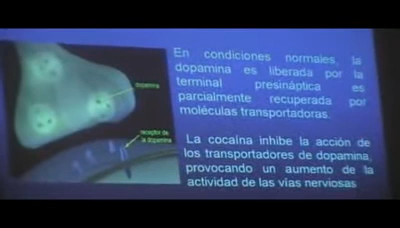 En condiciones normales, la
dopamina es liberada por la
terminal presináptica es
parcialmente recuperada por
moléculas transportadoras.
La cocaína inhibe la acción de
los transportadores de dopamina,
provocando un aumento de la
actividad de las vías nerviosas
dopamina
receptor de
la dopamina